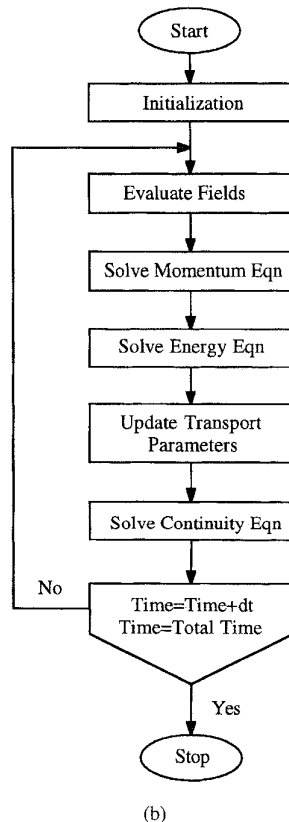 Start
Initialization
Evaluate Fields
Solve Momentum Eqn
Solve Energy Eqn
Update Transport
Parameters
Solve Continuity Eqn
No
Time=Time+dt
Time=Total Time
Yes
Stop
(b)